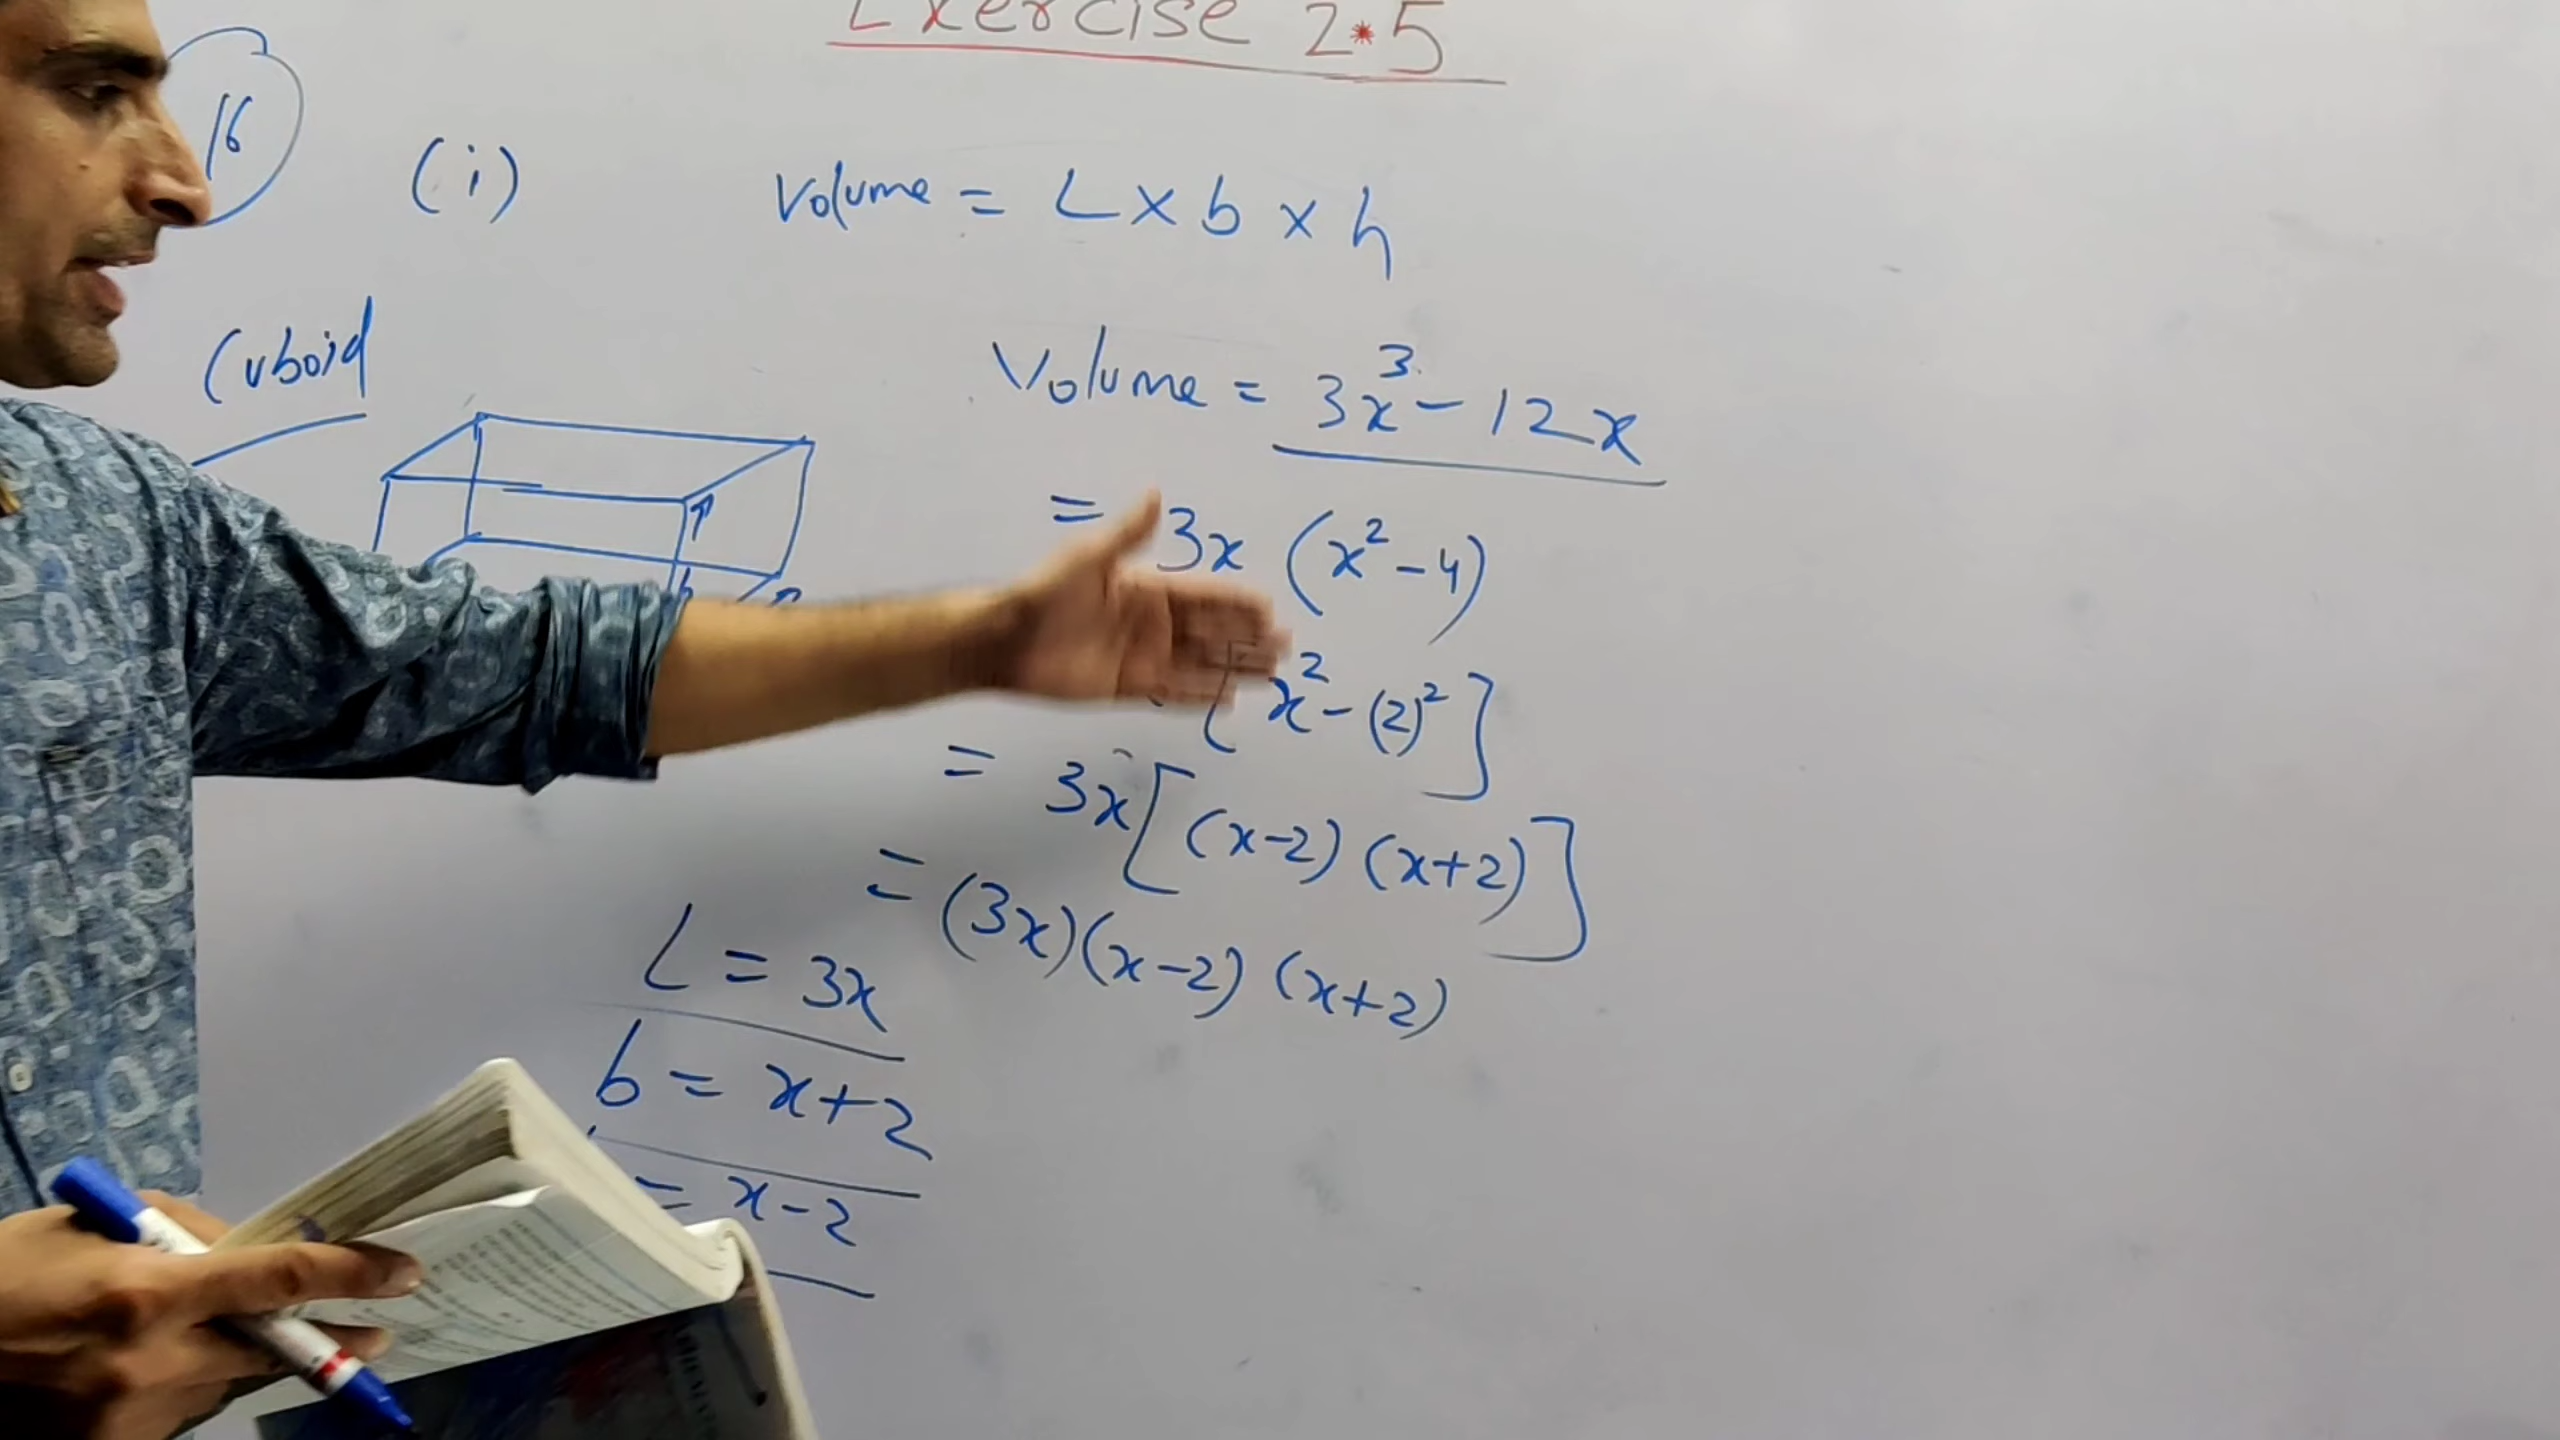 Exercise 2.5
16
(i)
Volume = L × b × h
Cuboid
Volume = 3x³ - 12x
= 3x (x² - 4)
[x² - (2)²]
= 3x [(x-2) (x+2)]
= (3x)(x-2) (x+2)
L = 3x
b = x+2
= x-2